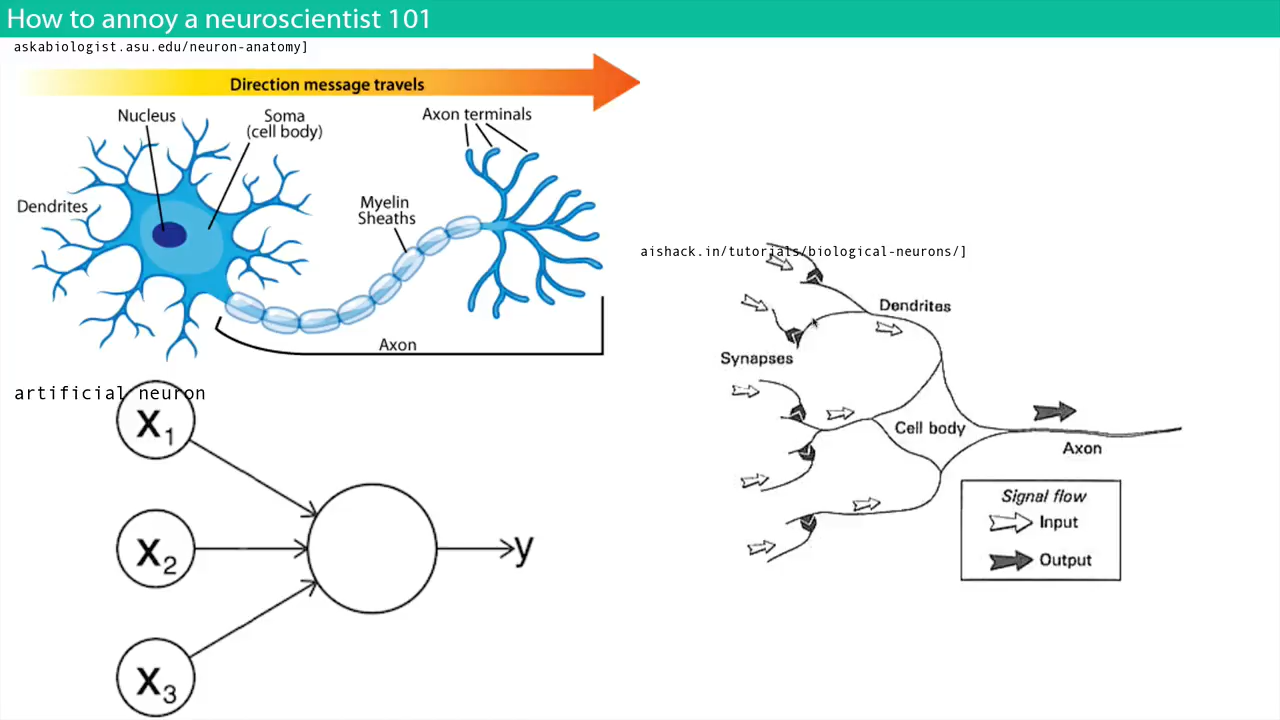 How to annoy a neuroscientist 101
askabiologist.asu.edu/neuron-anatomy]
Direction message travels
Nucleus
Soma
(cell body)
Axon terminals
Dendrites
Myelin
Sheaths
Axon
aishack.in/tutorials/biological-neurons/]
Dendrites
Synapses
Cell body
Axon
Signal flow
Input
Output
artificial neuron
x1
x2
y
x3